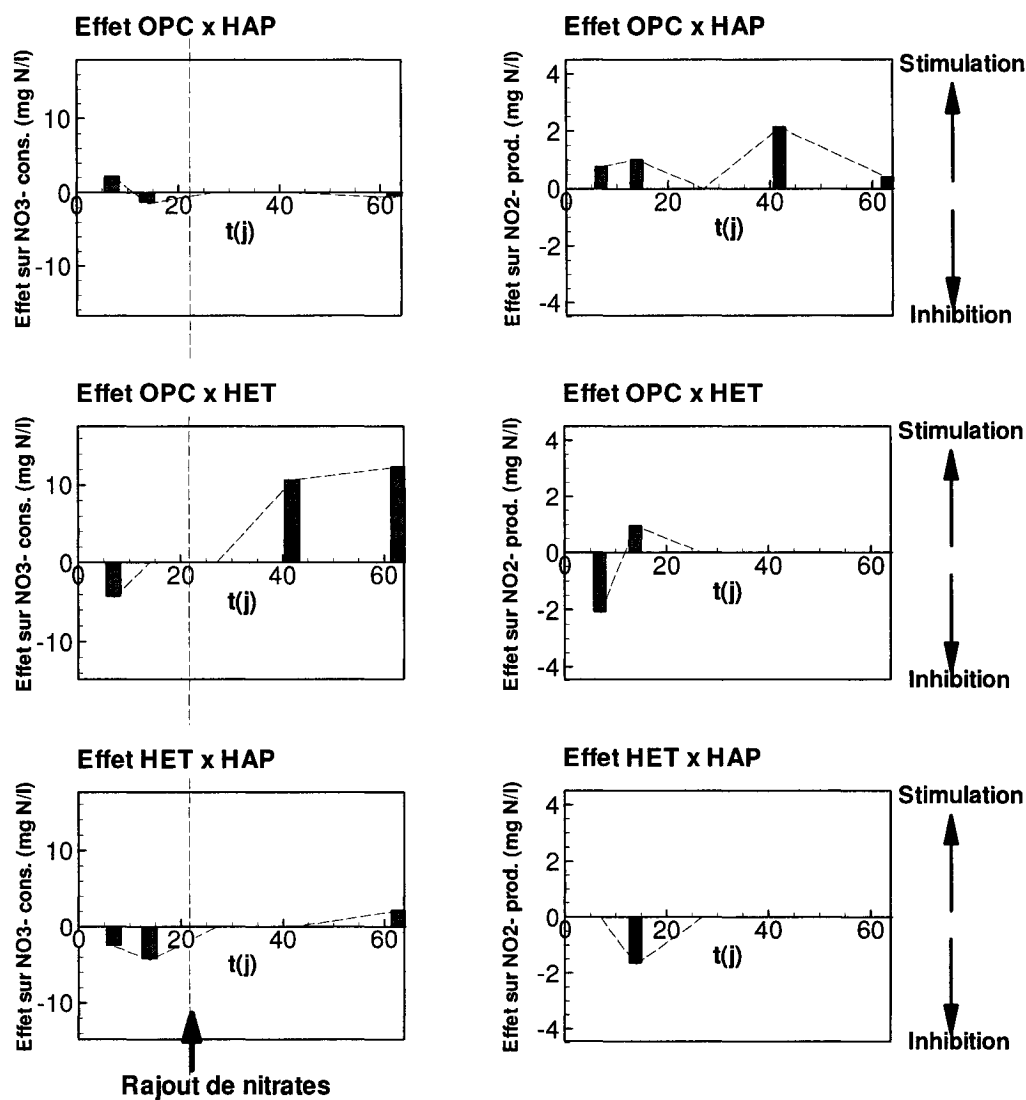 Effet OPC x HAP
Effet sur NO3- cons. (mg N/l)
10
0
-10
0
20
40
60
t(j)
Effet OPC x HAP
Effet sur NO2- prod. (mg N/l)
4
2
0
-2
-4
0
20
40
60
t(j)
Stimulation
Inhibition
Effet OPC x HET
Effet sur NO3- cons. (mg N/l)
10
0
-10
0
20
40
60
t(j)
Effet OPC x HET
Effet sur NO2- prod. (mg N/l)
4
2
0
-2
-4
0
20
40
60
t(j)
Stimulation
Inhibition
Effet HET x HAP
Effet sur NO3- cons. (mg N/l)
10
0
-10
0
20
40
60
t(j)
Effet HET x HAP
Effet sur NO2- prod. (mg N/l)
4
2
0
-2
-4
0
20
40
60
t(j)
Stimulation
Inhibition
Rajout de nitrates